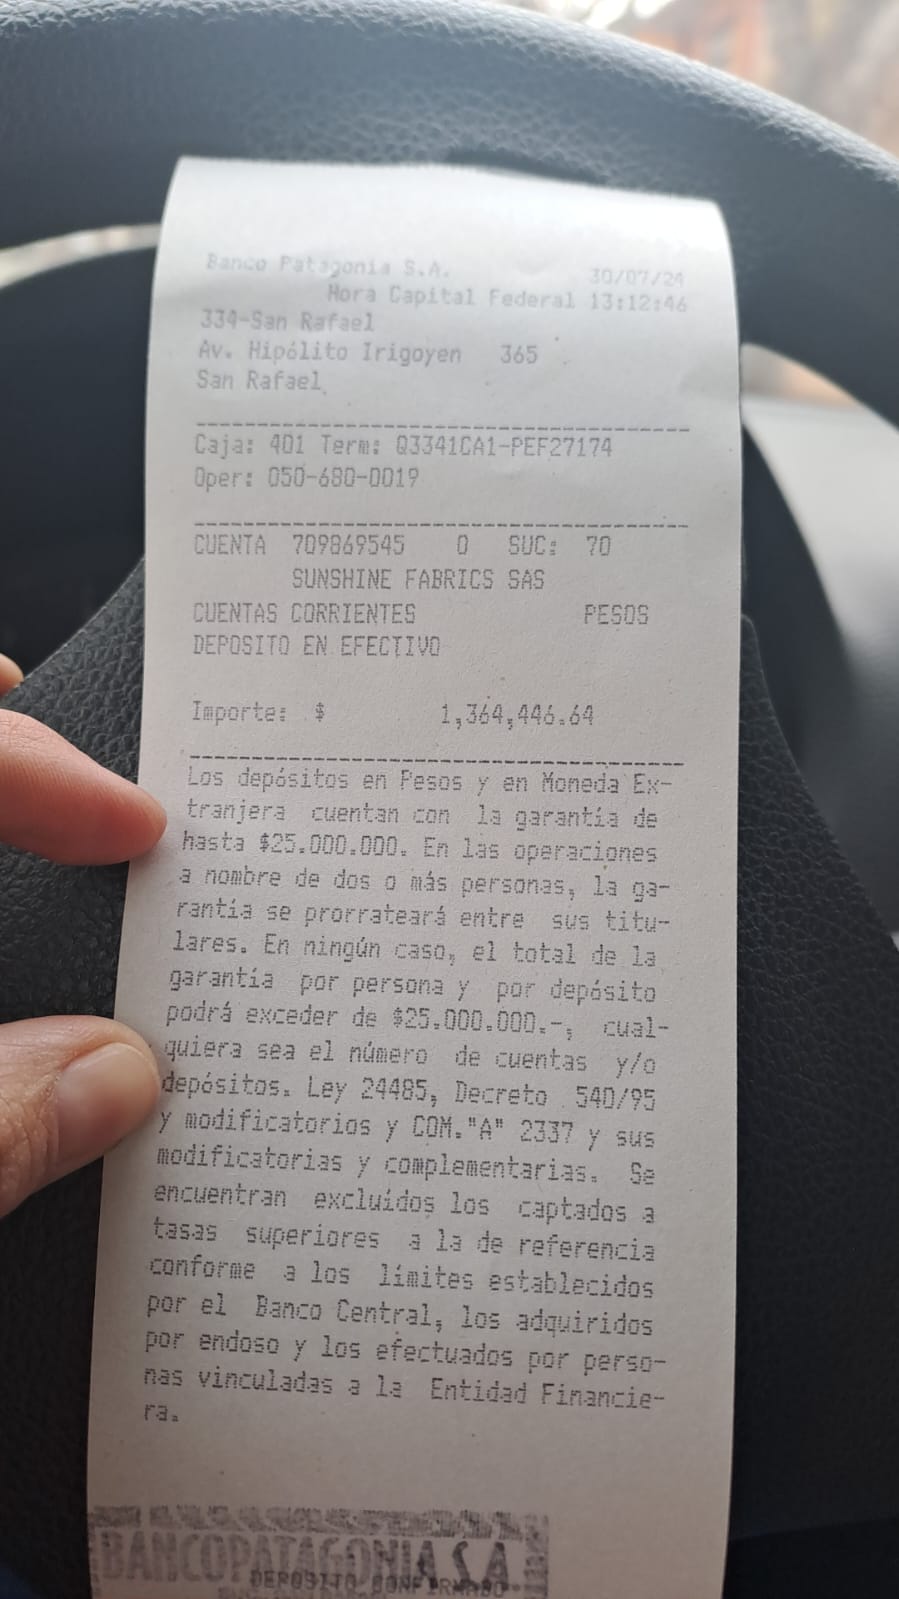 Banco Patagonia S.A. 30/07/24
Hora Capital Federal 13:12:46
334-San Rafael
Av. Hipólito Irigoyen 365
San Rafael
Caja: 401 Term: Q3341CA1-PEF27174
Oper: 050-680-0019
CUENTA 709869545 0 SUC: 70
SUNSHINE FABRICS SAS
CUENTAS CORRIENTES PESOS
DEPOSITO EN EFECTIVO
Importe: $ 1,364,446.64
Los depósitos en Pesos y en Moneda Ex-
tranjera cuentan con la garantía de
hasta $25.000.000. En las operaciones
a nombre de dos o más personas, la ga-
rantía se prorrateará entre sus titu-
lares. En ningún caso, el total de la
garantía por persona y por depósito
podrá exceder de $25.000.000.-, cual-
quiera sea el número de cuentas y/o
depósitos. Ley 24485, Decreto 540/95
y modificatorios y COM."A" 2337 y sus
modificatorias y complementarias. Se
encuentran excluídos los captados a
tasas superiores a la de referencia
conforme a los límites establecidos
por el Banco Central, los adquiridos
por endoso y los efectuados por perso-
nas vinculadas a la Entidad Financie-
ra.
BANCOPATAGONIA S.A.
DEPOSITO CONFIRMADO